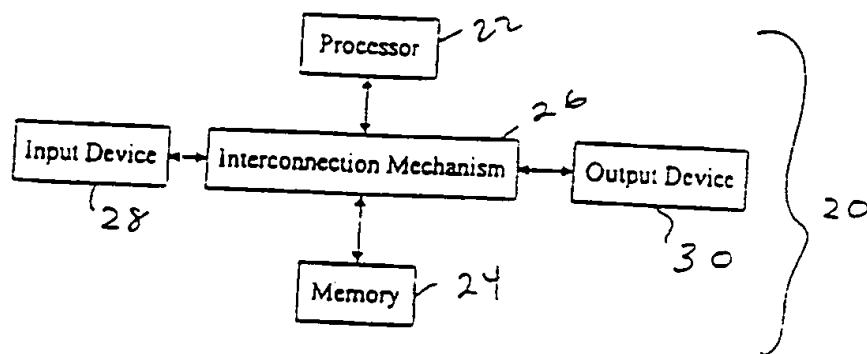 Processor
22
26
Input Device
Interconnection Mechanism
Output Device
28
30
20
Memory
24